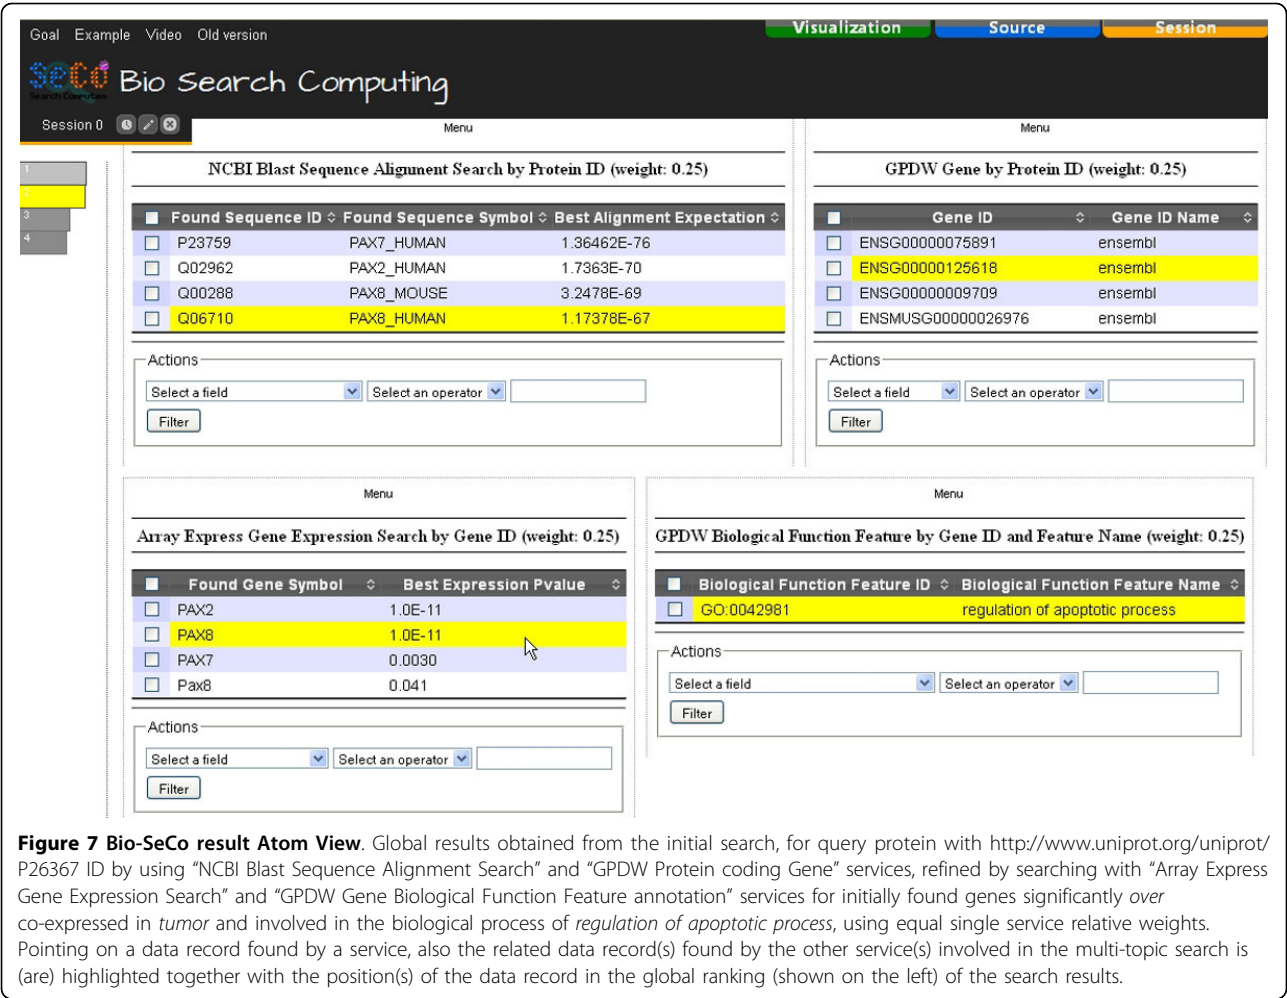 Goal Example Video Old version
Visualization Source Session
SeCo
Search Computing
Bio Search Computing
Session 0
1
2
3
4
Menu
NCBI Blast Sequence Alignment Search by Protein ID (weight: 0.25)
Found Sequence ID Found Sequence Symbol Best Alignment Expectation
P23759 PAX7_HUMAN 1.36462E-76
Q02962 PAX2_HUMAN 1.7363E-70
Q00288 PAX8_MOUSE 3.2478E-69
Q06710 PAX8_HUMAN 1.17378E-67
Actions
Select a field Select an operator
Filter
Menu
GPDW Gene by Protein ID (weight: 0.25)
Gene ID Gene ID Name
ENSG00000075891 ensembl
ENSG00000125618 ensembl
ENSG00000009709 ensembl
ENSMUSG00000026976 ensembl
Actions
Select a field Select an operator
Filter
Menu
Array Express Gene Expression Search by Gene ID (weight: 0.25)
Found Gene Symbol Best Expression Pvalue
PAX2 1.0E-11
PAX8 1.0E-11
PAX7 0.0030
Pax8 0.041
Actions
Select a field Select an operator
Filter
Menu
GPDW Biological Function Feature by Gene ID and Feature Name (weight: 0.25)
Biological Function Feature ID Biological Function Feature Name
GO:0042981 regulation of apoptotic process
Actions
Select a field Select an operator
Filter
Figure 7 Bio-SeCo result Atom View. Global results obtained from the initial search, for query protein with http://www.uniprot.org/uniprot/
P26367 ID by using “NCBI Blast Sequence Alignment Search” and “GPDW Protein coding Gene” services, refined by searching with “Array Express
Gene Expression Search” and “GPDW Gene Biological Function Feature annotation” services for initially found genes significantly over
co-expressed in tumor and involved in the biological process of regulation of apoptotic process, using equal single service relative weights.
Pointing on a data record found by a service, also the related data record(s) found by the other service(s) involved in the multi-topic search is
(are) highlighted together with the position(s) of the data record in the global ranking (shown on the left) of the search results.